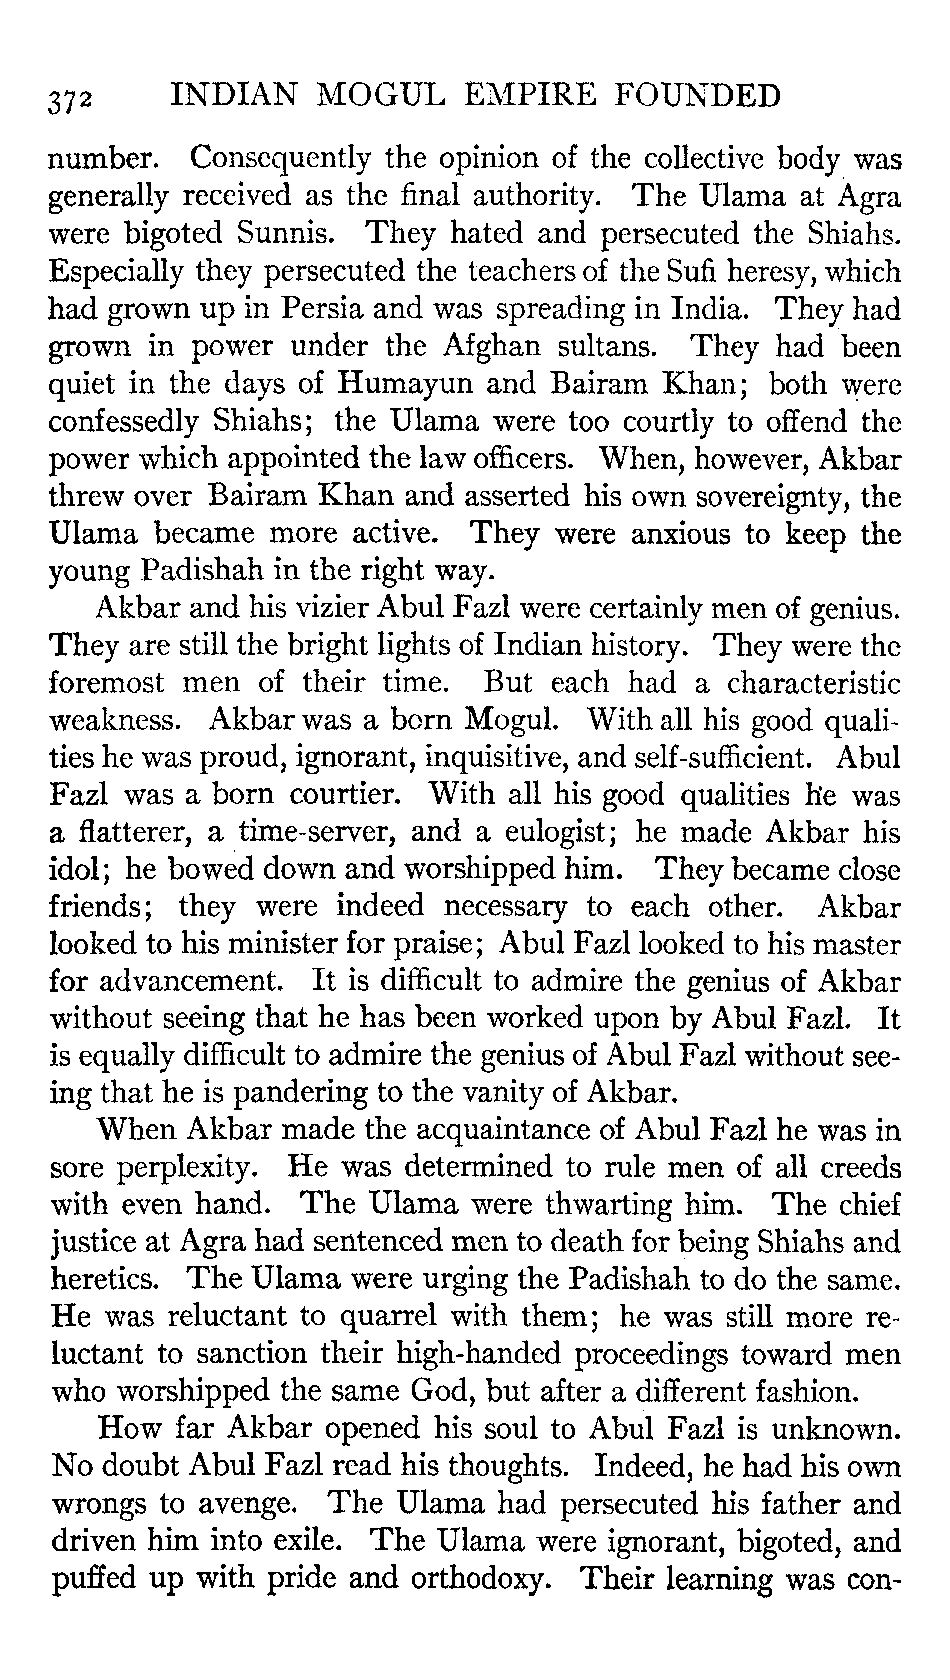 372 INDIAN MOGUL EMPIRE FOUNDED
number. Consequently the opinion of the collective body was
generally received as the final authority. The Ulama at Agra
were bigoted Sunnis. They hated and persecuted the Shiahs.
Especially they persecuted the teachers of the Sufi heresy, which
had grown up in Persia and was spreading in India. They had
grown in power under the Afghan sultans. They had been
quiet in the days of Humayun and Bairam Khan; both were
confessedly Shiahs; the Ulama were too courtly to offend the
power which appointed the law officers. When, however, Akbar
threw over Bairam Khan and asserted his own sovereignty, the
Ulama became more active. They were anxious to keep the
young Padishah in the right way.
Akbar and his vizier Abul Fazl were certainly men of genius.
They are still the bright lights of Indian history. They were the
foremost men of their time. But each had a characteristic
weakness. Akbar was a born Mogul. With all his good quali-
ties he was proud, ignorant, inquisitive, and self-sufficient. Abul
Fazl was a born courtier. With all his good qualities he was
a flatterer, a time-server, and a eulogist; he made Akbar his
idol; he bowed down and worshipped him. They became close
friends; they were indeed necessary to each other. Akbar
looked to his minister for praise; Abul Fazl looked to his master
for advancement. It is difficult to admire the genius of Akbar
without seeing that he has been worked upon by Abul Fazl. It
is equally difficult to admire the genius of Abul Fazl without see-
ing that he is pandering to the vanity of Akbar.
When Akbar made the acquaintance of Abul Fazl he was in
sore perplexity. He was determined to rule men of all creeds
with even hand. The Ulama were thwarting him. The chief
justice at Agra had sentenced men to death for being Shiahs and
heretics. The Ulama were urging the Padishah to do the same.
He was reluctant to quarrel with them; he was still more re-
luctant to sanction their high-handed proceedings toward men
who worshipped the same God, but after a different fashion.
How far Akbar opened his soul to Abul Fazl is unknown.
No doubt Abul Fazl read his thoughts. Indeed, he had his own
wrongs to avenge. The Ulama had persecuted his father and
driven him into exile. The Ulama were ignorant, bigoted, and
puffed up with pride and orthodoxy. Their learning was con-